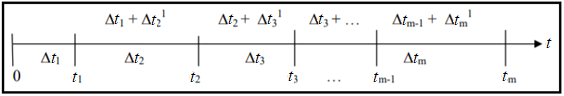 Δt₁ + Δt₂¹ Δt₂ + Δt₃¹ Δt₃ + … Δtₘ₋₁ + Δtₘ¹
t
Δt₁ Δt₂ Δt₃ … Δtₘ
0 t₁ t₂ t₃ tₘ₋₁ tₘ